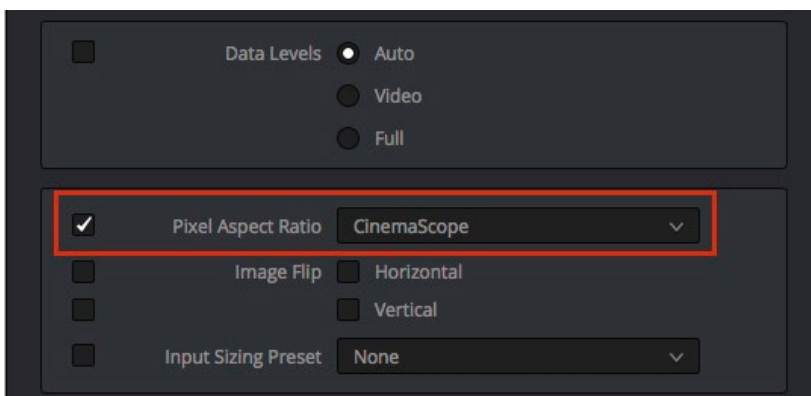 Data Levels Auto
Video
Full
Pixel Aspect Ratio CinemaScope
Image Flip Horizontal
Vertical
Input Sizing Preset None